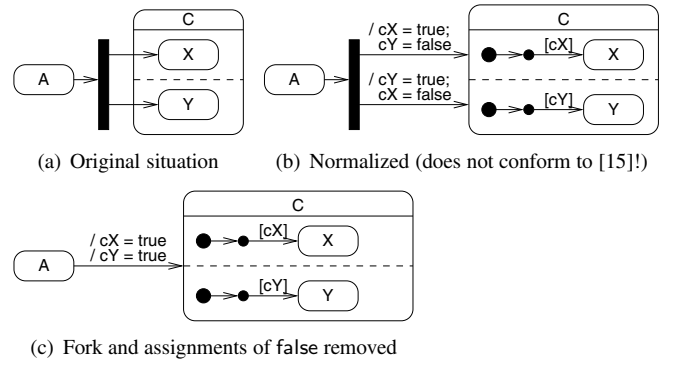 C
X
A
Y
(a) Original situation
C
/ cX = true;
cY = false
[cX]
X
A
/ cY = true;
cX = false
[cY]
Y
(b) Normalized (does not conform to [15]!)
C
/ cX = true
/ cY = true
[cX]
X
A
[cY]
Y
(c) Fork and assignments of false removed